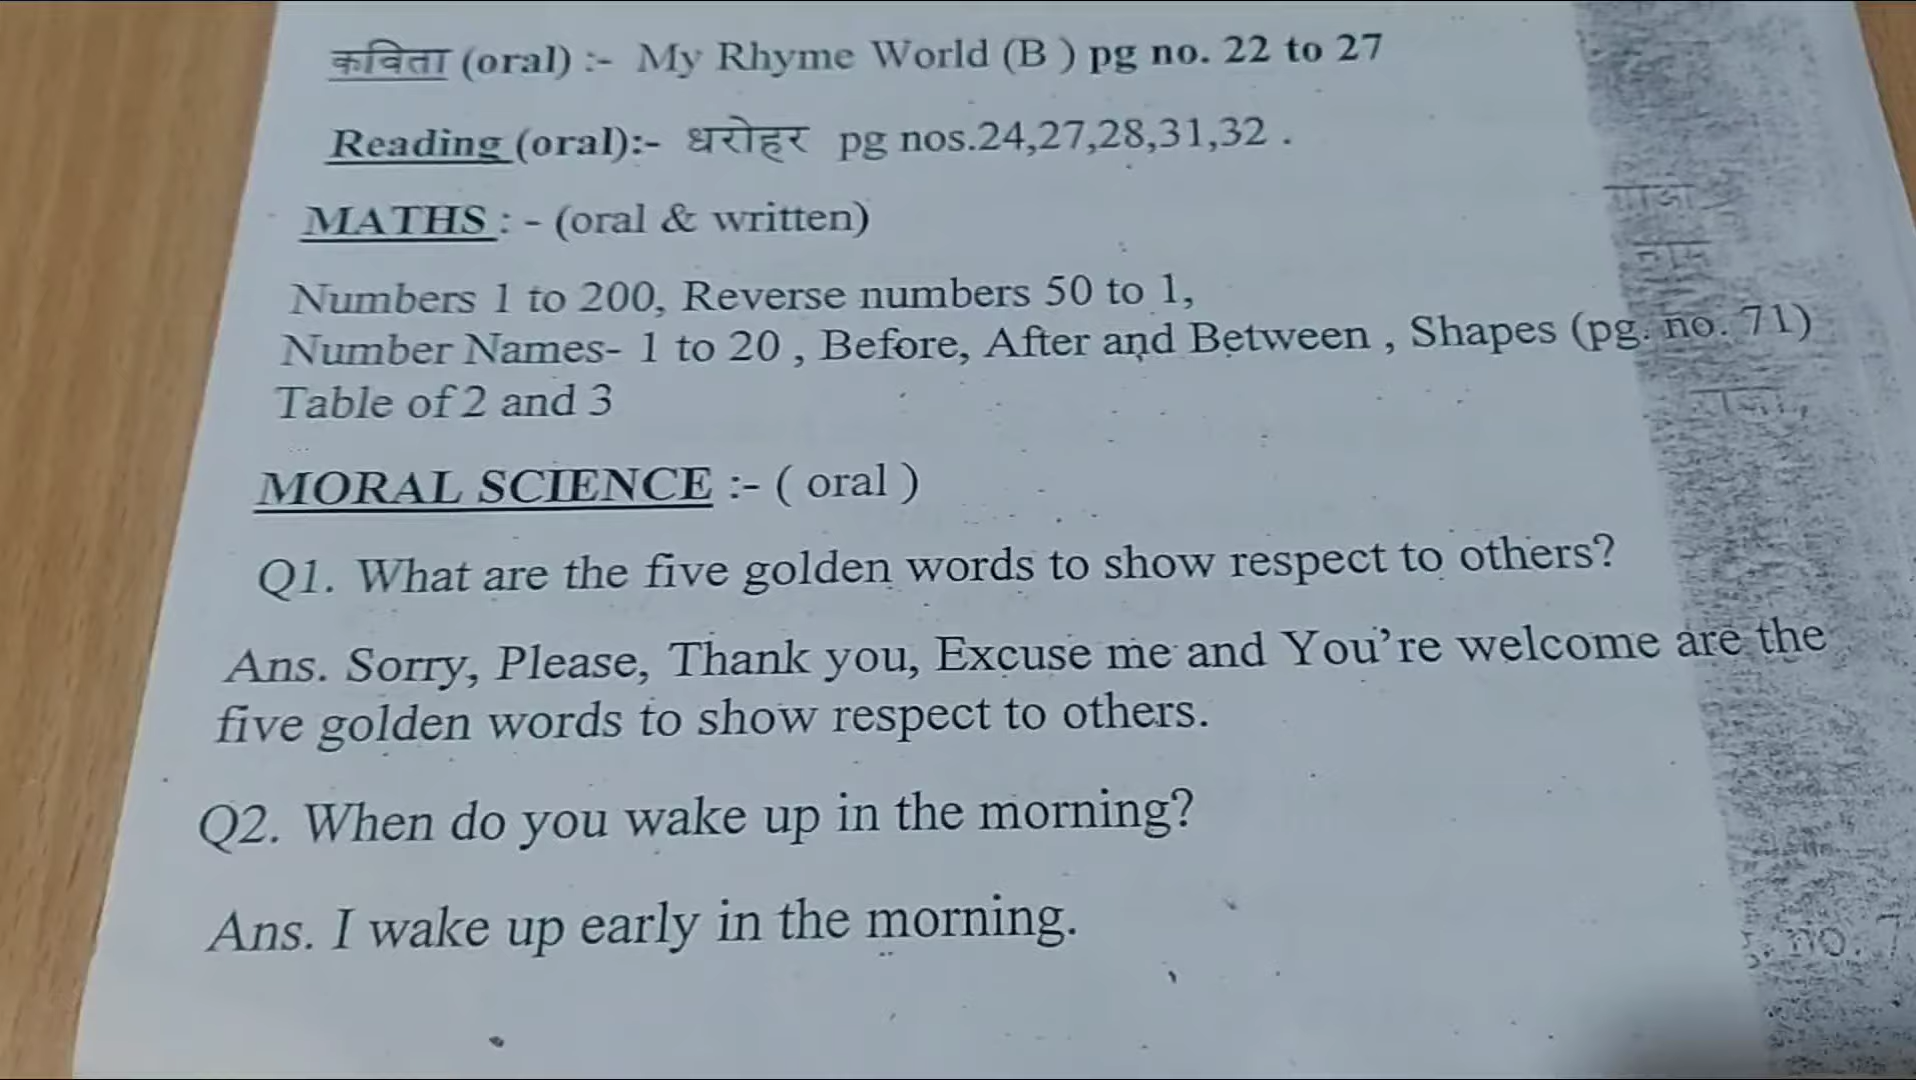 कविता (oral) :- My Rhyme World (B ) pg no. 22 to 27
Reading (oral):- धरोहर pg nos.24,27,28,31,32 .
MATHS : - (oral & written)
Numbers 1 to 200, Reverse numbers 50 to 1,
Number Names- 1 to 20 , Before, After and Between , Shapes (pg. no. 71)
Table of 2 and 3
MORAL SCIENCE :- ( oral )
Q1. What are the five golden words to show respect to others?
Ans. Sorry, Please, Thank you, Excuse me and You’re welcome are the
five golden words to show respect to others.
Q2. When do you wake up in the morning?
Ans. I wake up early in the morning.